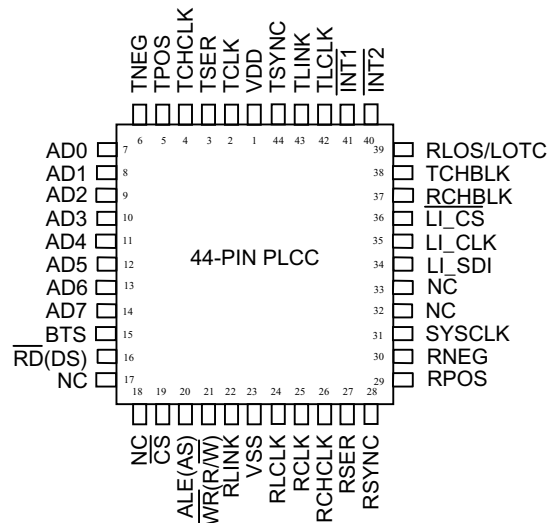 TNEG
TPOS
TCHCLK
TSER
TCLK
VDD
TSYNC
TLINK
TLCLK
INT1
INT2
6 5 4 3 2 1 44 43 42 41 40
AD0 7 39 RLOS/LOTC
AD1 8 38 TCHBLK
AD2 9 37 RCHBLK
AD3 10 36 LI_CS
AD4 11 35 LI_CLK
AD5 12 34 LI_SDI
AD6 13 33 NC
AD7 14 32 NC
BTS 15 31 SYSCLK
RD(DS) 16 30 RNEG
NC 17 29 RPOS
44-PIN PLCC
18 19 20 21 22 23 24 25 26 27 28
NC
CS
ALE(AS)
WR(R/W)
RLINK
VSS
RLCLK
RCLK
RCHCLK
RSER
RSYNC